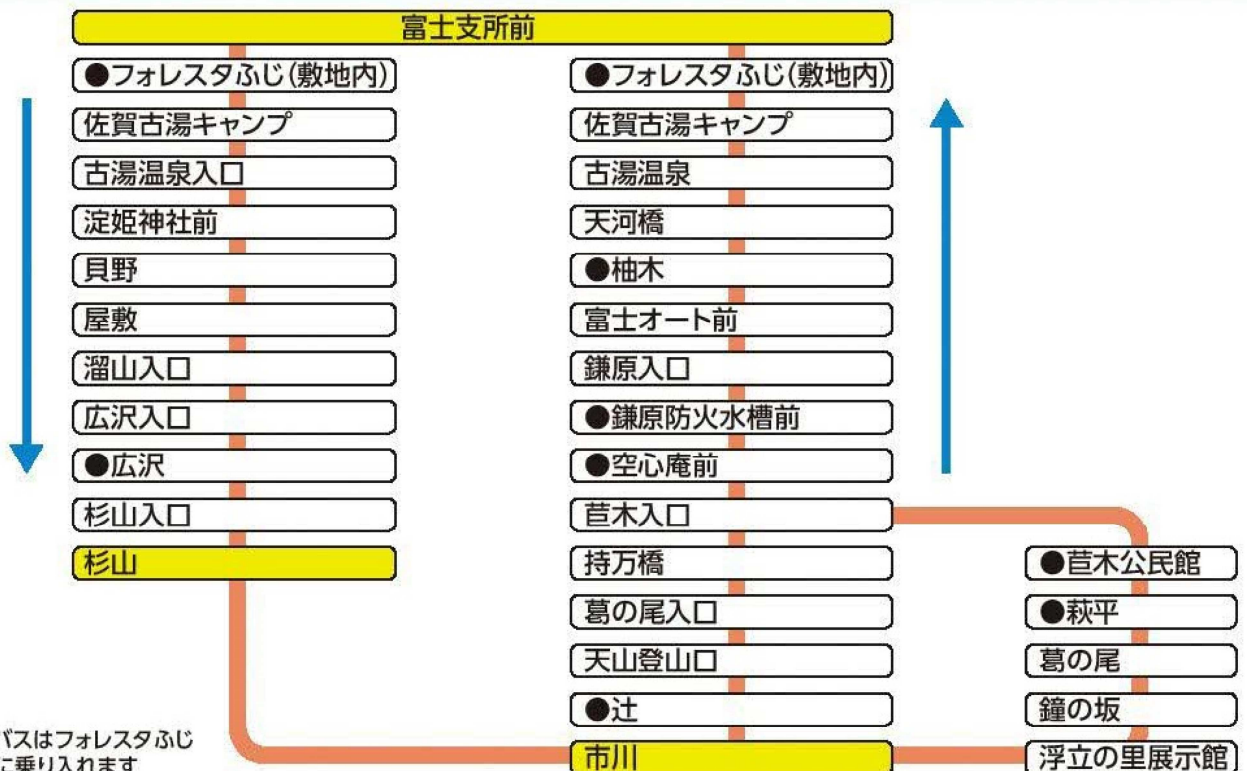 富士支所前
●フォレスタふじ(敷地内)
佐賀古湯キャンプ
古湯温泉入口
淀姫神社前
貝野
屋敷
溜山入口
広沢入口
●広沢
杉山入口
杉山
●フォレスタふじ(敷地内)
佐賀古湯キャンプ
古湯温泉
天河橋
●柚木
富士オート前
鎌原入口
●鎌原防火水槽前
●空心庵前
苣木入口
持万橋
葛の尾入口
天山登山口
●辻
市川
●苣木公民館
●萩平
葛の尾
鐘の坂
浮立の里展示館
バスはフォレスタふじ
に乗り入れます